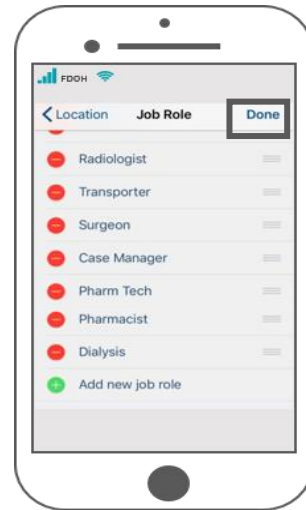 FDOH
Location Job Role Done
Radiologist
Transporter
Surgeon
Case Manager
Pharm Tech
Pharmacist
Dialysis
Add new job role